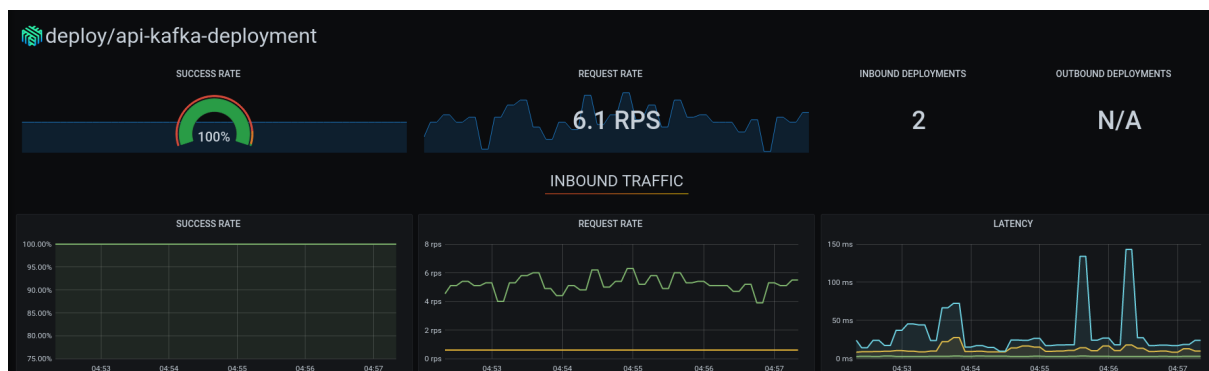 deploy/api-kafka-deployment
SUCCESS RATE
100%
REQUEST RATE
6.1 RPS
INBOUND DEPLOYMENTS
2
OUTBOUND DEPLOYMENTS
N/A
INBOUND TRAFFIC
SUCCESS RATE
100.00%
95.00%
90.00%
85.00%
80.00%
75.00%
04:53 04:54 04:55 04:56 04:57
REQUEST RATE
8 rps
6 rps
4 rps
2 rps
0 rps
04:53 04:54 04:55 04:56 04:57
LATENCY
150 ms
100 ms
50 ms
0 ms
04:53 04:54 04:55 04:56 04:57